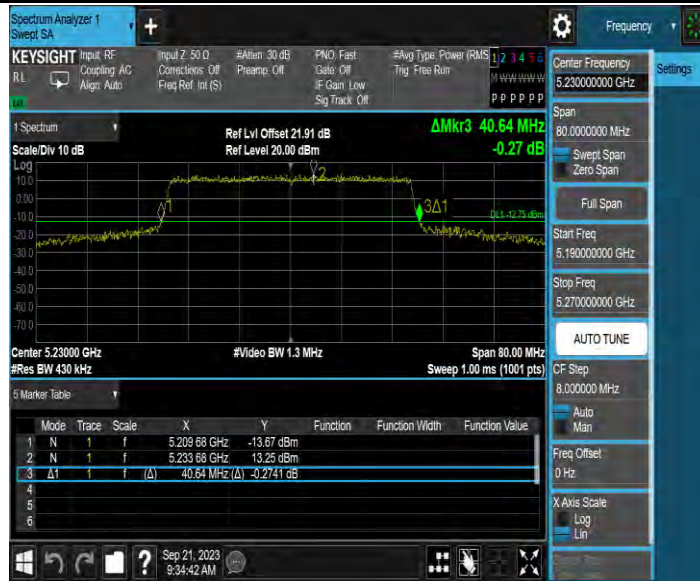 Spectrum Analyzer 1
Swept SA
+
Frequency
KEYSIGHT Input: RF
RL
Coupling: AC
Align: Auto
Input Z: 50 Ω
Corrections: Off
Freq Ref: Int (S)
#Atten: 30 dB
Preamp: Off
PNO: Fast
Gate: Off
IF Gain: Low
Sig Track: Off
#Avg Type: Power (RMS
Trig: Free Run
1 2 3 4 5 6
M W W W W W
P P P P P P
1 Spectrum
Scale/Div 10 dB
Ref Lvl Offset 21.91 dB
Ref Level 20.00 dBm
ΔMkr3 40.64 MHz
-0.27 dB
Log
10.0
0.00
-10.0
-20.0
-30.0
-40.0
-50.0
-60.0
-70.0
1
2
3Δ1
DL1 -12.75 dBm
Center 5.23000 GHz
#Res BW 430 kHz
#Video BW 1.3 MHz
Span 80.00 MHz
Sweep 1.00 ms (1001 pts)
5 Marker Table
Mode Trace Scale X Y Function Function Width Function Value
1 N 1 f 5.209 68 GHz -13.67 dBm
2 N 1 f 5.233 68 GHz 13.25 dBm
3 Δ1 1 f (Δ) 40.64 MHz (Δ) -0.2741 dB
4
5
6
?
Sep 21, 2023
9:34:42 AM
Center Frequency
5.230000000 GHz
Settings
Span
80.0000000 MHz
Swept Span
Zero Span
Full Span
Start Freq
5.190000000 GHz
Stop Freq
5.270000000 GHz
AUTO TUNE
CF Step
8.000000 MHz
Auto
Man
Freq Offset
0 Hz
X Axis Scale
Log
Lin